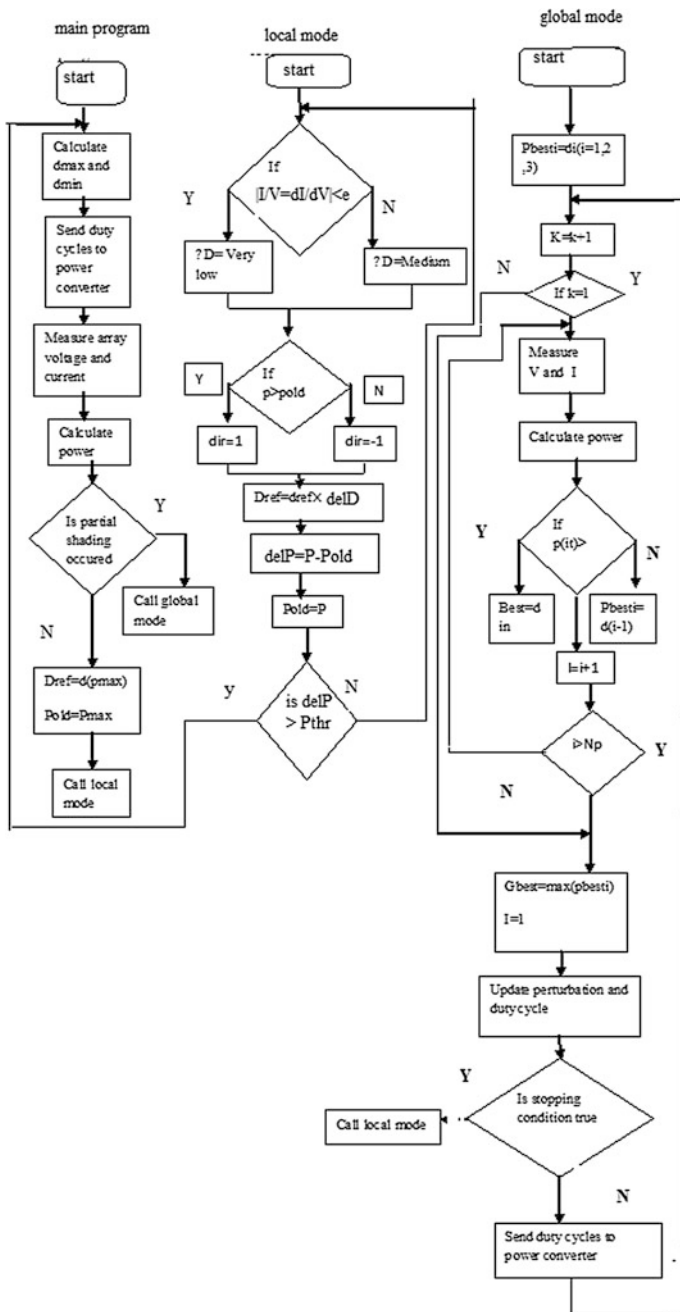 main program
start
Calculate
dmax and
dmin
Send duty
cycles to
power
converter
Measure array
voltage and
current
Calculate
power
Is partial
shading
occured
Y
Call global
mode
N
Dref=d(pmax)
Pold=Pmax
Call local
mode
local mode
start
If
|I/V=dI/dV|<e
Y
N
?D= Very
low
?D=Medium
Y
If
p>pold
N
dir=1
dir=-1
Dref=dref× delD
delP=P-Pold
Pold=P
y
is delP
> Pthr
N
global mode
start
Pbesti=di(i=1,2
,3)
K=k+1
N
If k=1
Y
Measure
V and I
Calculate power
Y
If
p(it)>
N
Best=d
in
Pbesti=
d(i-1)
I=i+1
i>Np
Y
N
Gbest=max(pbesti)
I=1
Update perturbation and
duty cycle
Y
Is stopping
condition true
Call local mode
N
Send duty cycles to
power converter